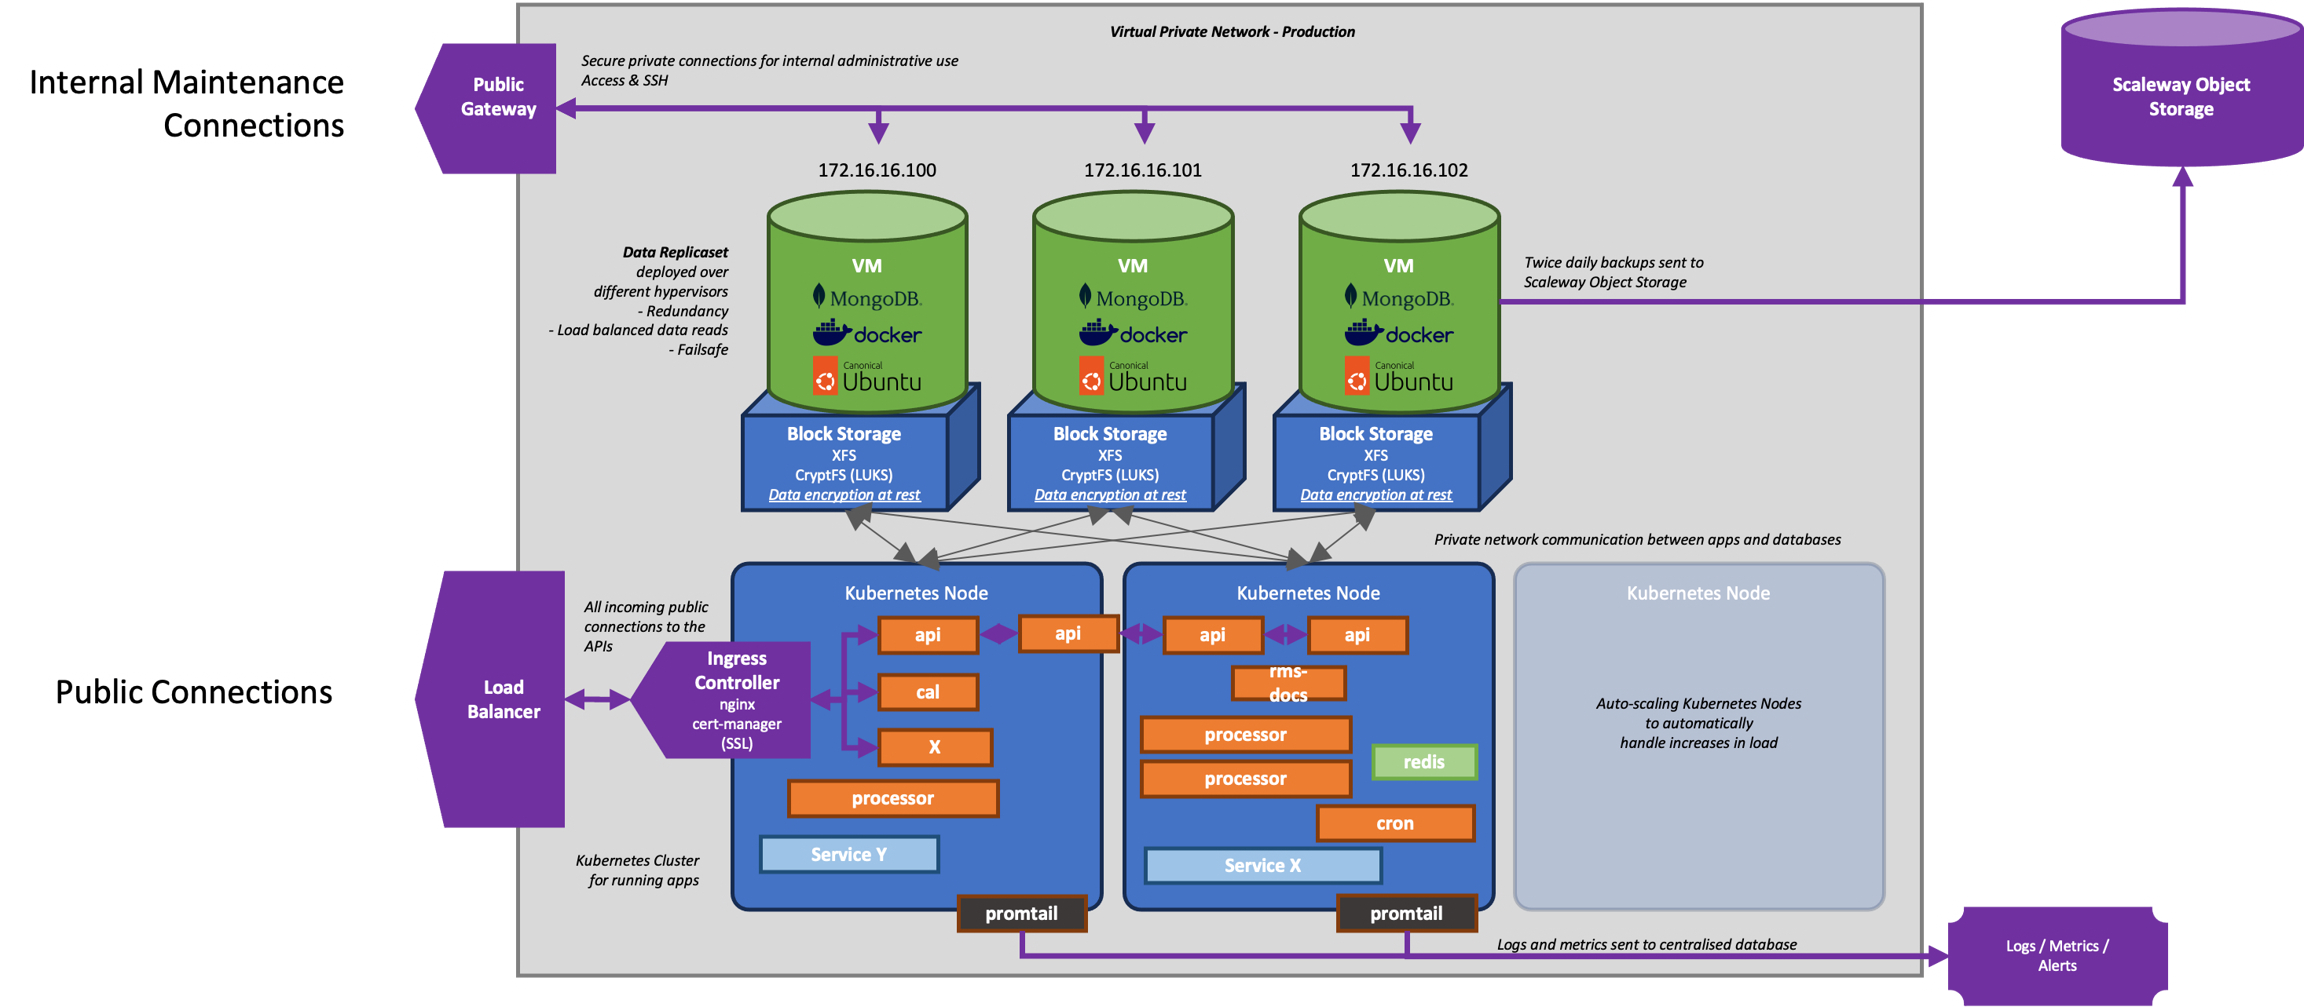 Virtual Private Network - Production
Internal Maintenance
Connections
Public
Gateway
Secure private connections for internal administrative use
Access & SSH
Scaleway Object
Storage
172.16.16.100
172.16.16.101
172.16.16.102
Data Replicaset
deployed over
different hypervisors
- Redundancy
- Load balanced data reads
- Failsafe
VM
MongoDB.
docker
Canonical
Ubuntu
VM
MongoDB.
docker
Canonical
Ubuntu
VM
MongoDB.
docker
Canonical
Ubuntu
Twice daily backups sent to
Scaleway Object Storage
Block Storage
XFS
CryptFS (LUKS)
Data encryption at rest
Block Storage
XFS
CryptFS (LUKS)
Data encryption at rest
Block Storage
XFS
CryptFS (LUKS)
Data encryption at rest
Private network communication between apps and databases
Public Connections
Load
Balancer
All incoming public
connections to the
APIs
Ingress
Controller
nginx
cert-manager
(SSL)
Kubernetes Node
api
api
cal
X
processor
Service Y
promtail
Kubernetes Node
api
api
rms-
docs
processor
redis
processor
cron
Service X
promtail
Kubernetes Node
Auto-scaling Kubernetes Nodes
to automatically
handle increases in load
Kubernetes Cluster
for running apps
Logs and metrics sent to centralised database
Logs / Metrics /
Alerts